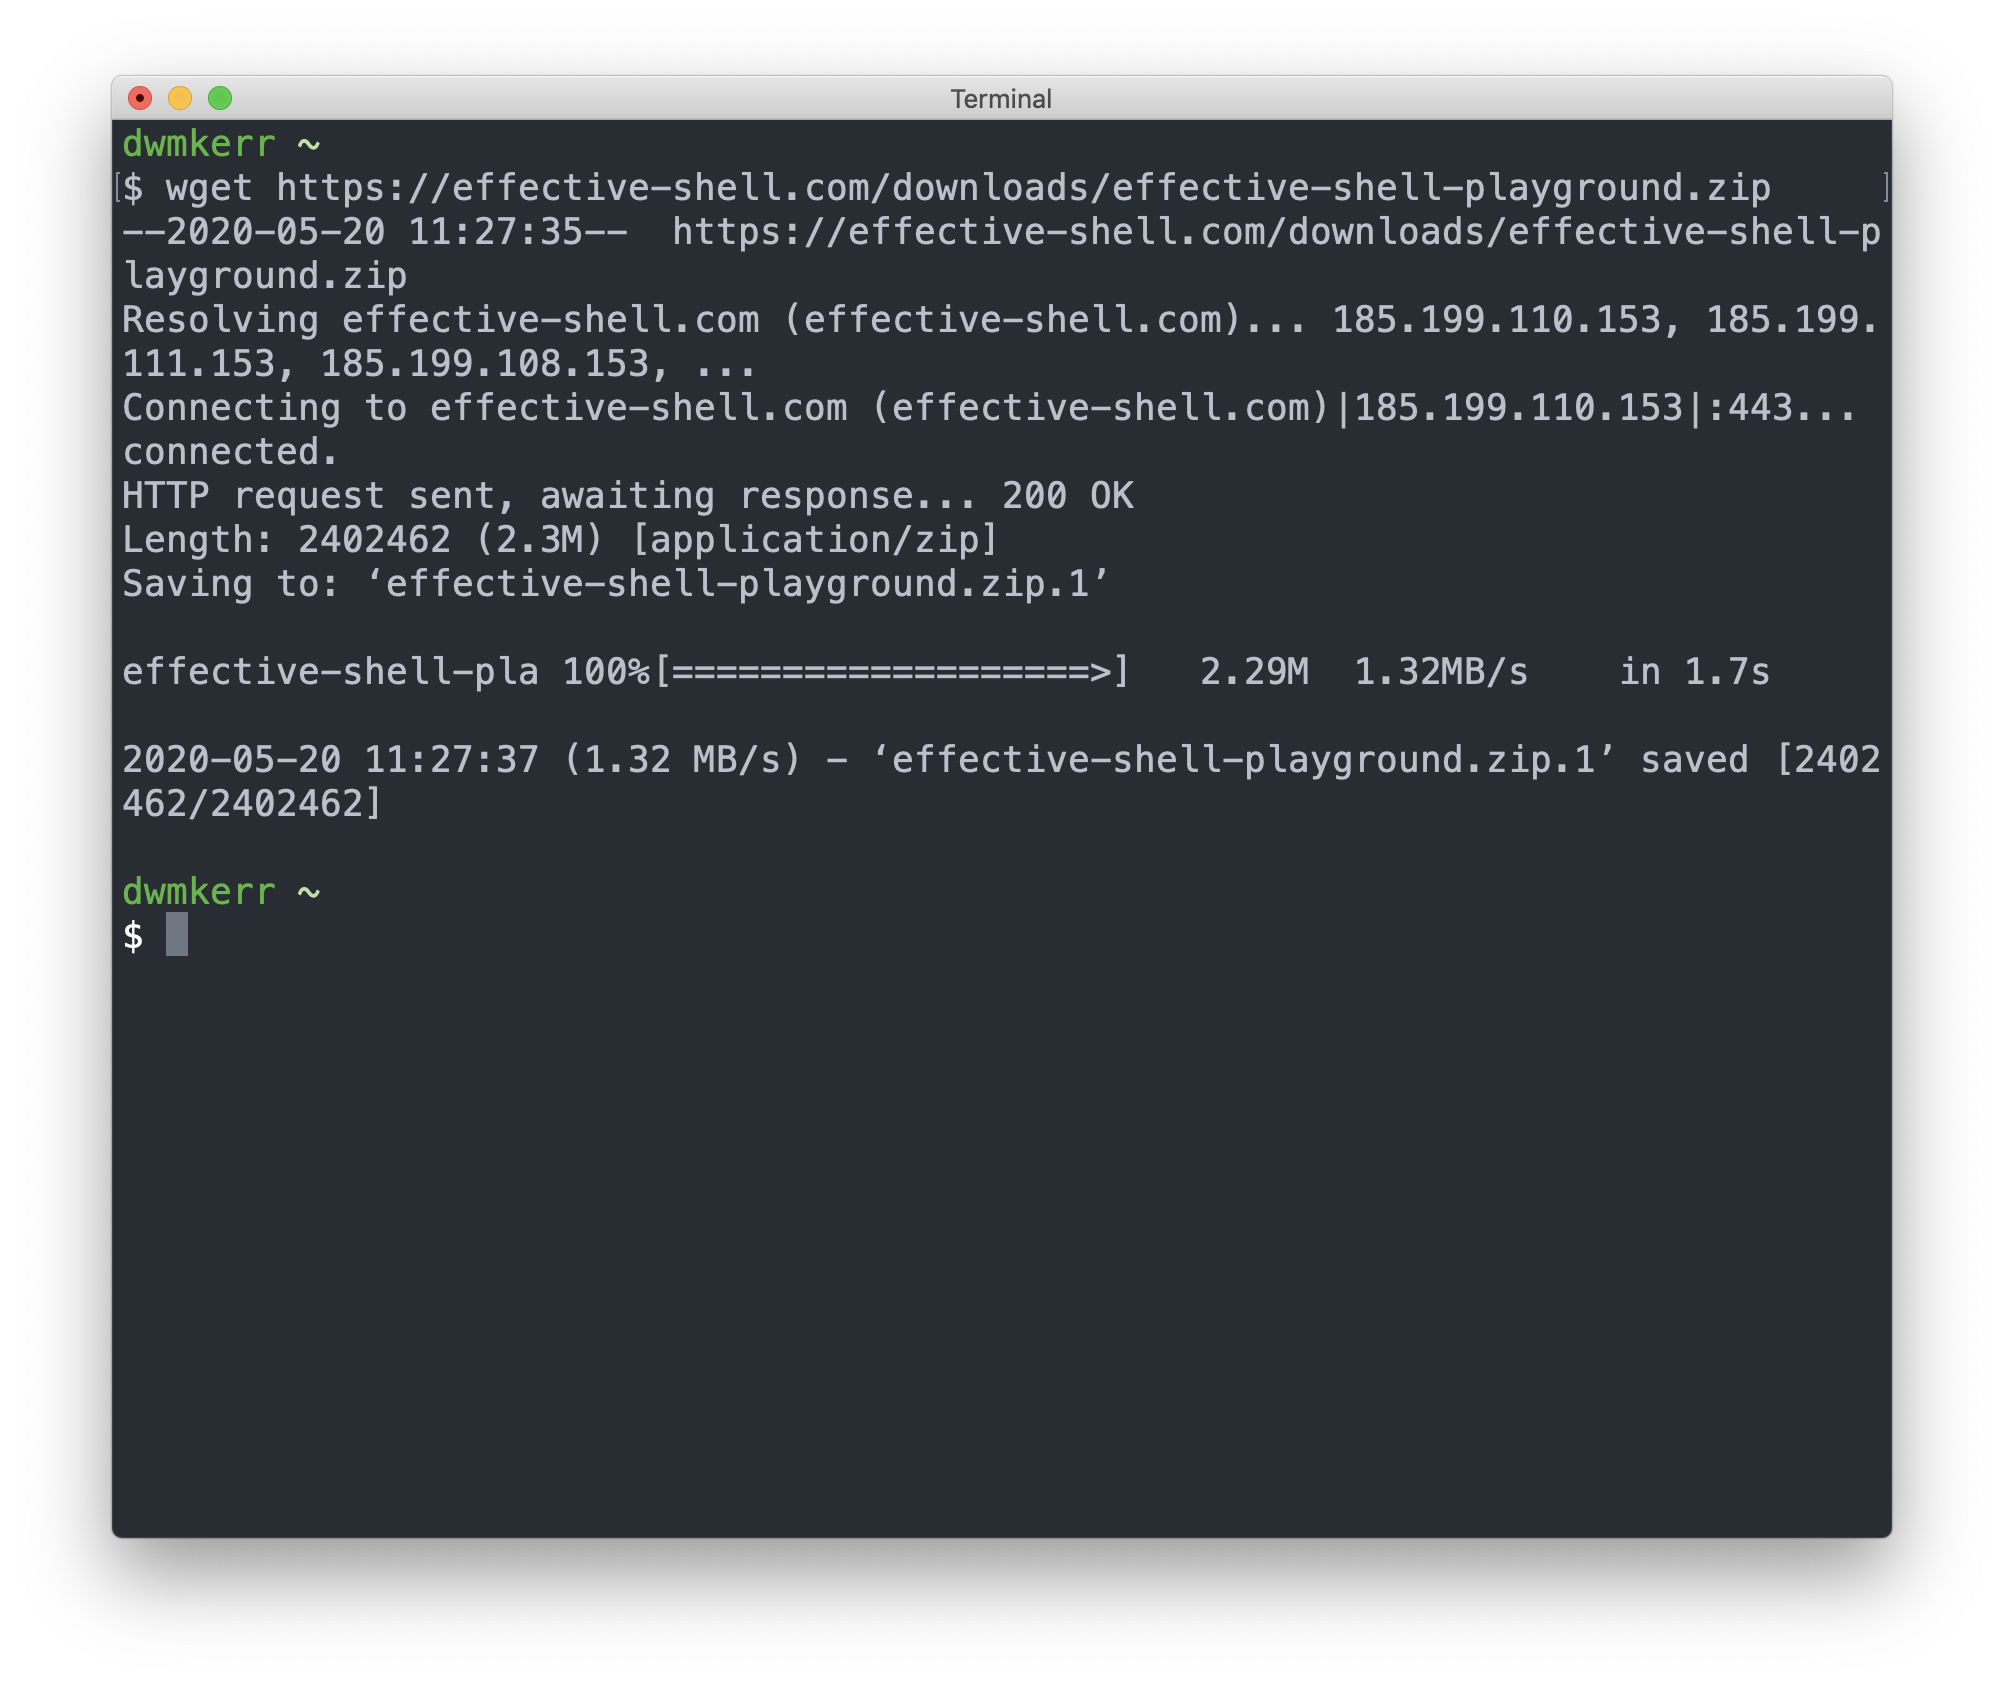 Terminal
dwmkerr ~
[$ wget https://effective-shell.com/downloads/effective-shell-playground.zip ]
--2020-05-20 11:27:35--  https://effective-shell.com/downloads/effective-shell-p
layground.zip
Resolving effective-shell.com (effective-shell.com)... 185.199.110.153, 185.199.
111.153, 185.199.108.153, ...
Connecting to effective-shell.com (effective-shell.com)|185.199.110.153|:443...
connected.
HTTP request sent, awaiting response... 200 OK
Length: 2402462 (2.3M) [application/zip]
Saving to: ‘effective-shell-playground.zip.1’
effective-shell-pla 100%[===================>]   2.29M  1.32MB/s    in 1.7s
2020-05-20 11:27:37 (1.32 MB/s) - ‘effective-shell-playground.zip.1’ saved [2402
462/2402462]
dwmkerr ~
$